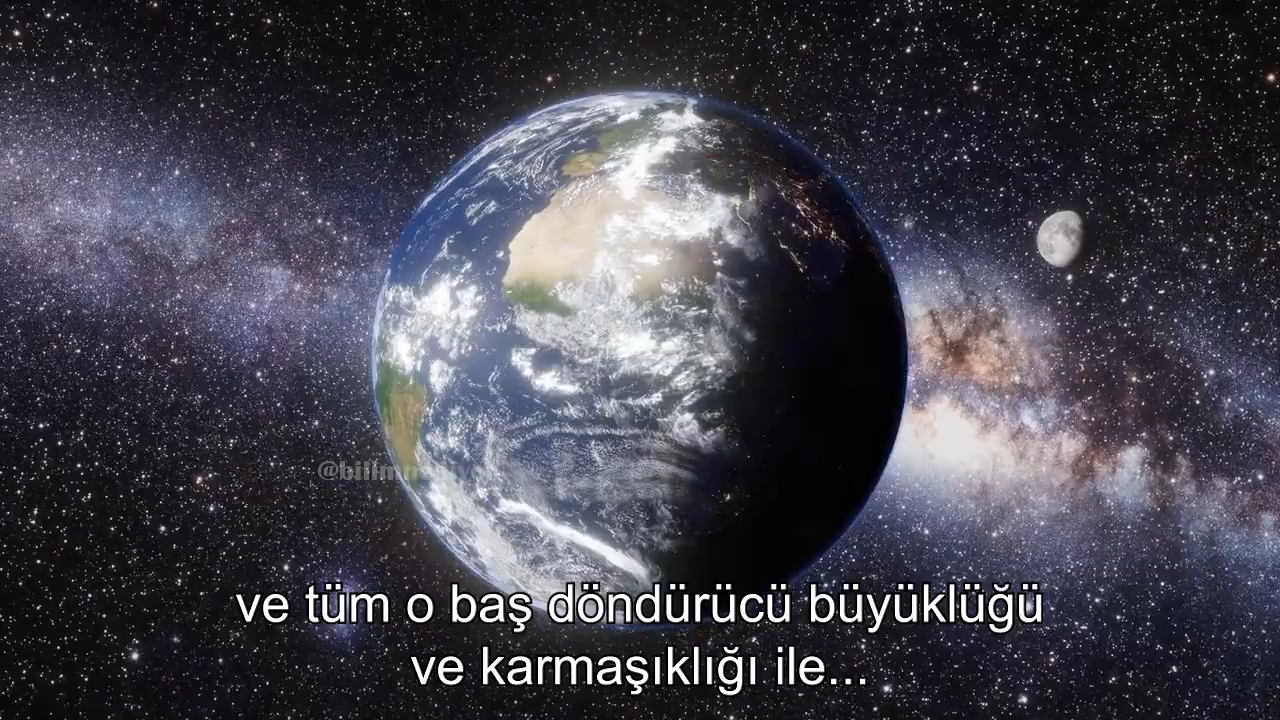 ve tüm o baş döndürücü büyüklüğü
ve karmaşıklığı ile...